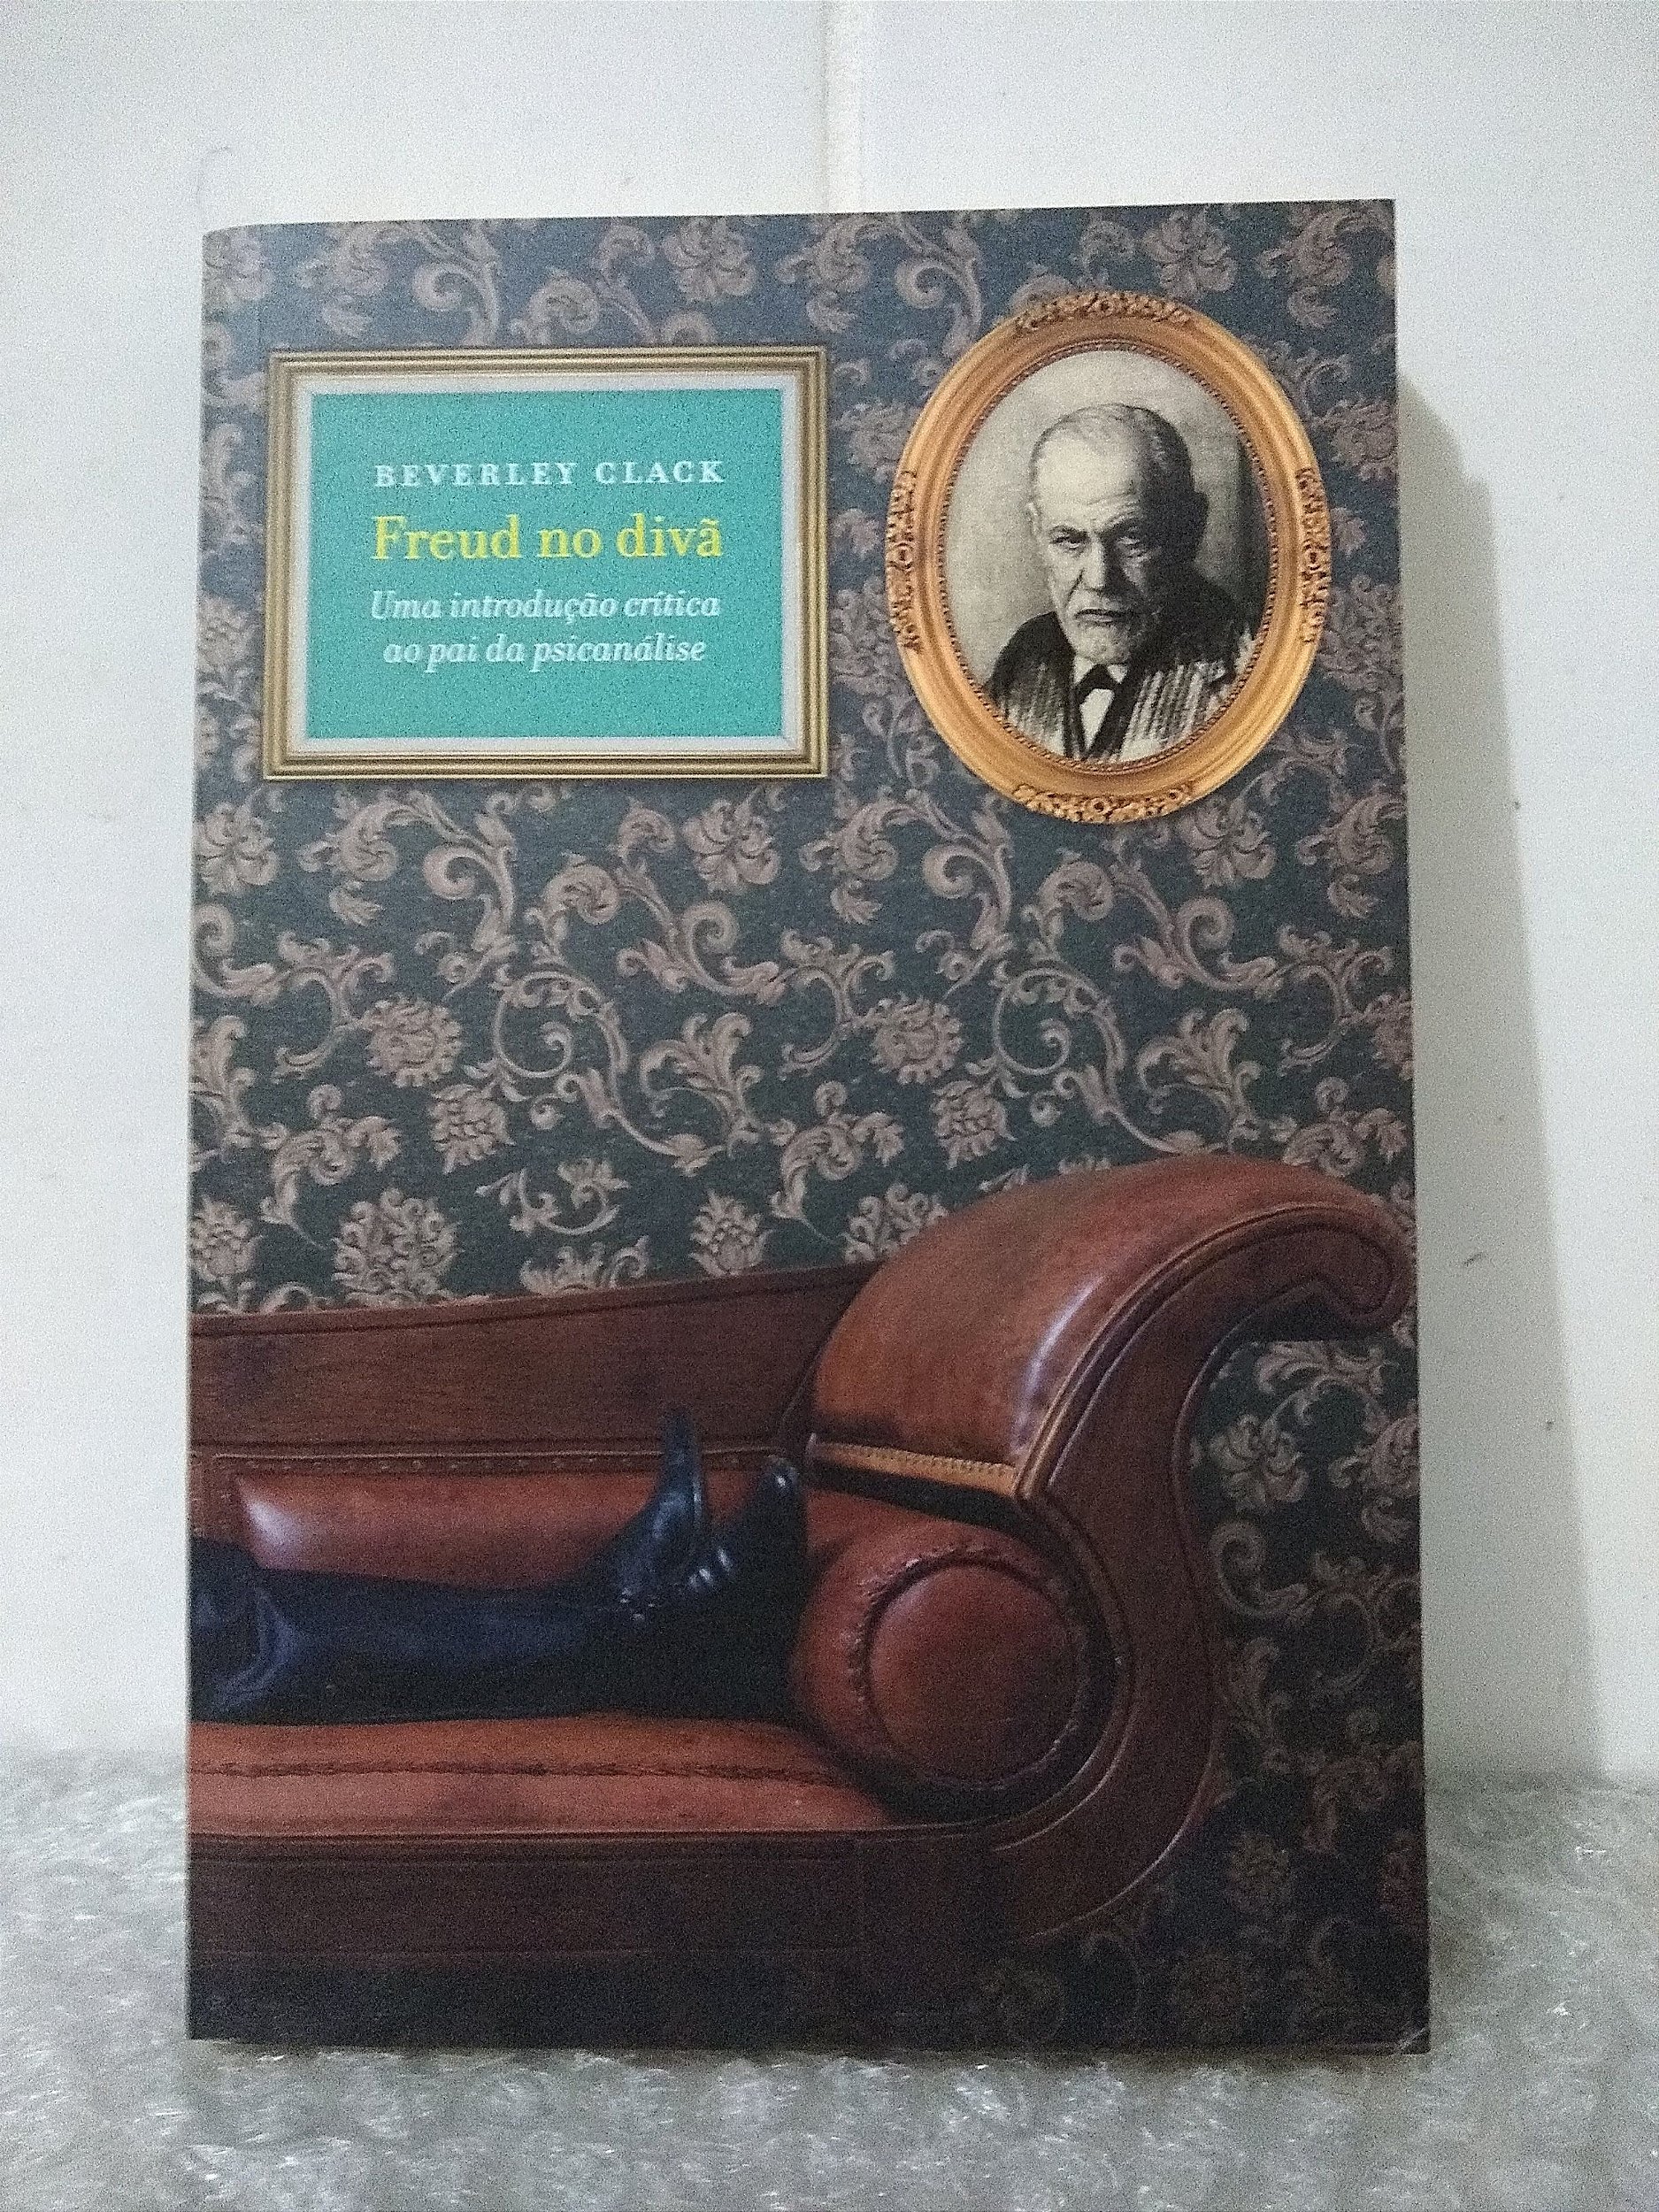 BEVERLEY CLACK
Freud no divã
Uma introdução crítica
ao pai da psicanálise